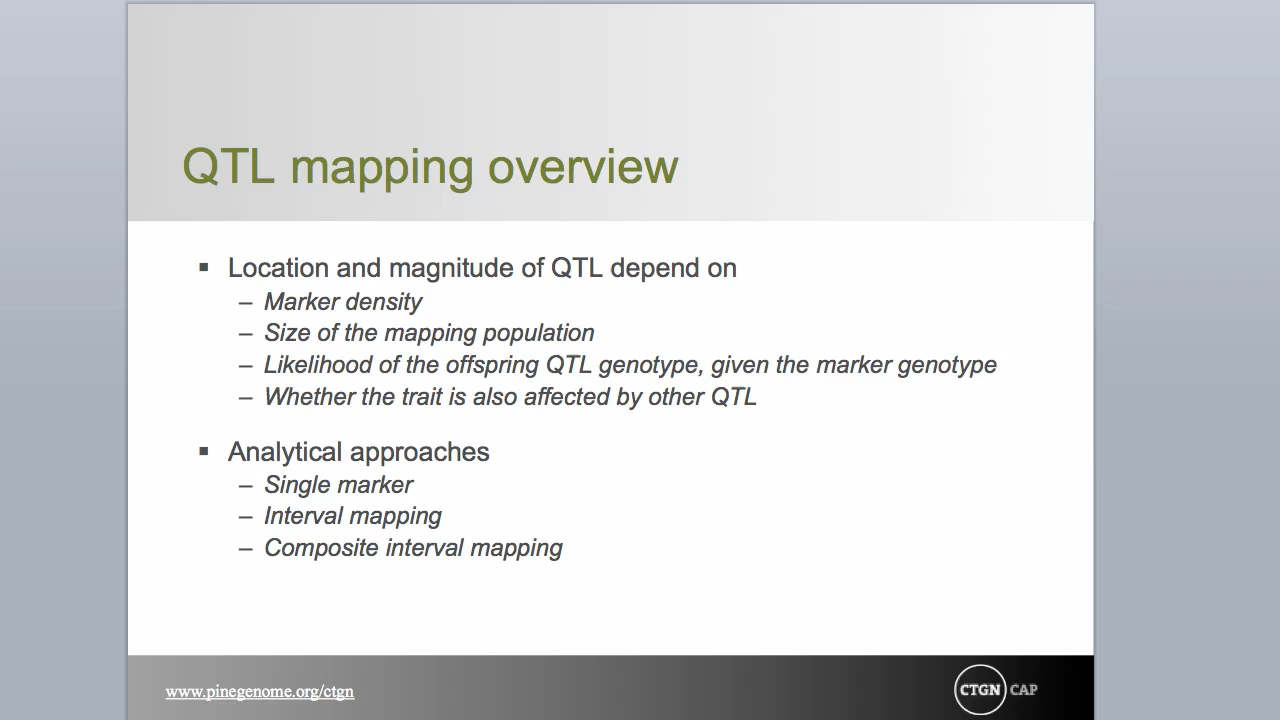 QTL mapping overview
▪ Location and magnitude of QTL depend on
– Marker density
– Size of the mapping population
– Likelihood of the offspring QTL genotype, given the marker genotype
– Whether the trait is also affected by other QTL
▪ Analytical approaches
– Single marker
– Interval mapping
– Composite interval mapping
www.pinegenome.org/ctgn
CTGN CAP